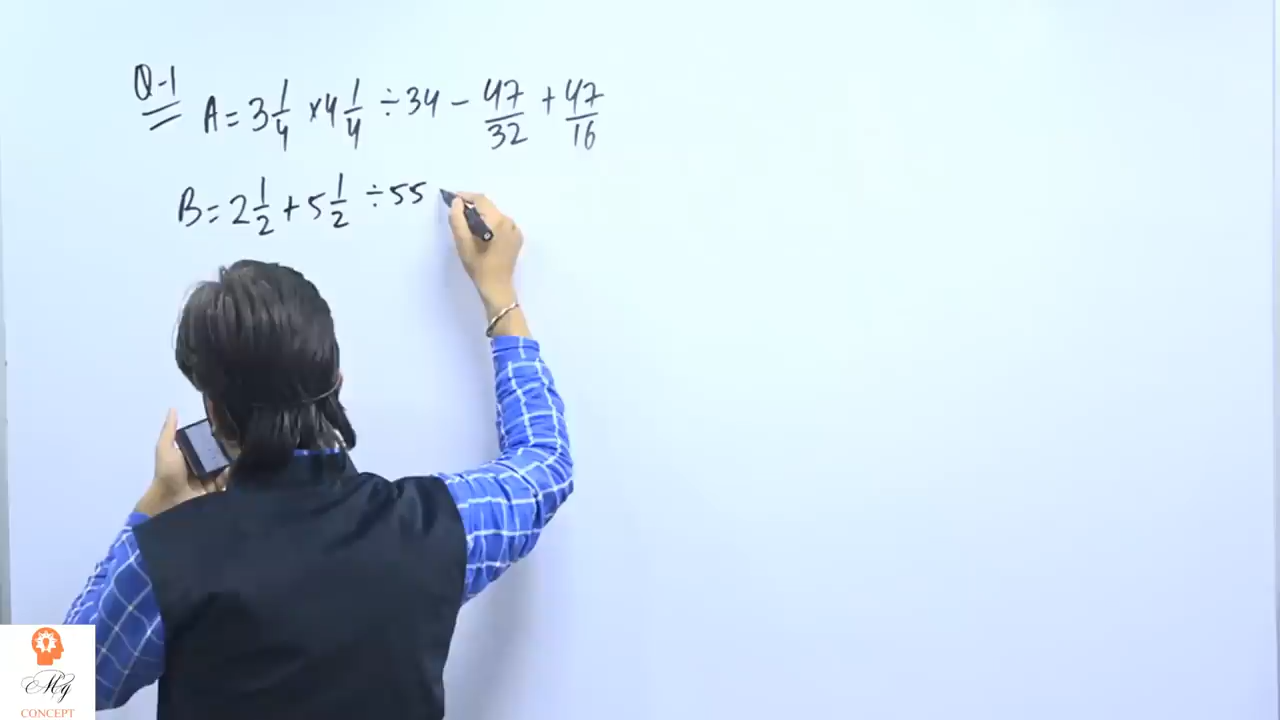 Q-1 A = 3 1/4 × 4 1/4 ÷ 34 - 47/32 + 47/16
B = 2 1/2 + 5 1/2 ÷ 55
Mg
CONCEPT